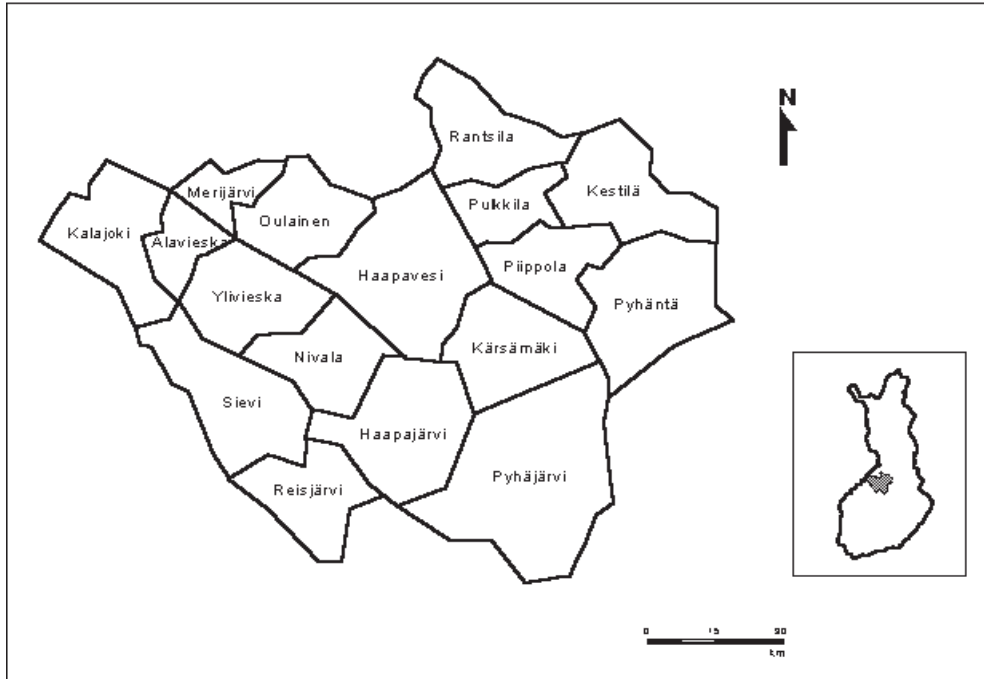 N
Rantsila
Kestilä
Merijärvi
Pulkkila
Oulainen
Kalajoki
Alavieska
Haapavesi
Piippola
Ylivieska
Pyhäntä
Nivala
Kärsämäki
Sievi
Haapajärvi
Pyhäjärvi
Reisjärvi
0 15 30
km